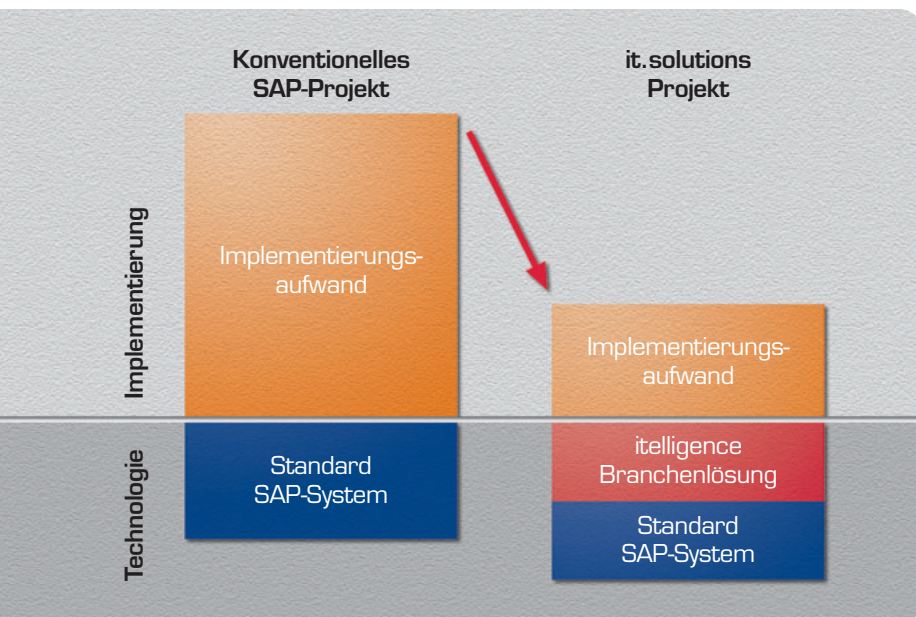 Konventionelles
SAP-Projekt
it.solutions
Projekt
Implementierung
Implementierungs-
aufwand
Implementierungs-
aufwand
Technologie
Standard
SAP-System
itelligence
Branchenlösung
Standard
SAP-System